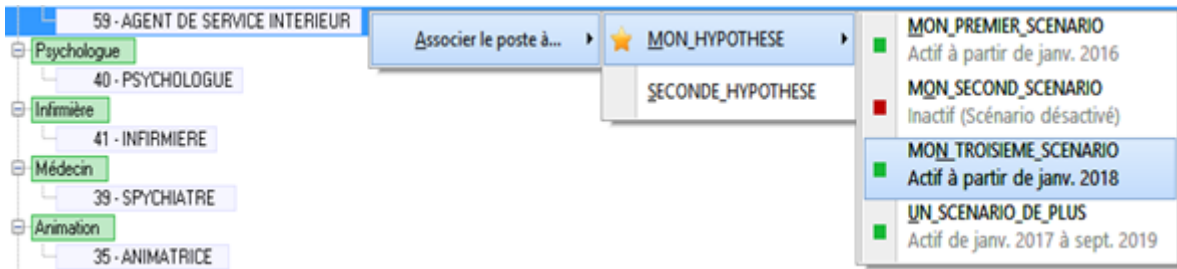 59 - AGENT DE SERVICE INTERIEUR
Psychologue
40 - PSYCHOLOGUE
Infirmière
41 - INFIRMIERE
Médecin
39 - SPYCHIATRE
Animation
35 - ANIMATRICE
Associer le poste à...
MON_HYPOTHESE
SECONDE_HYPOTHESE
MON_PREMIER_SCENARIO
Actif à partir de janv. 2016
MON_SECOND_SCENARIO
Inactif (Scénario désactivé)
MON_TROISIEME_SCENARIO
Actif à partir de janv. 2018
UN_SCENARIO_DE_PLUS
Actif de janv. 2017 à sept. 2019